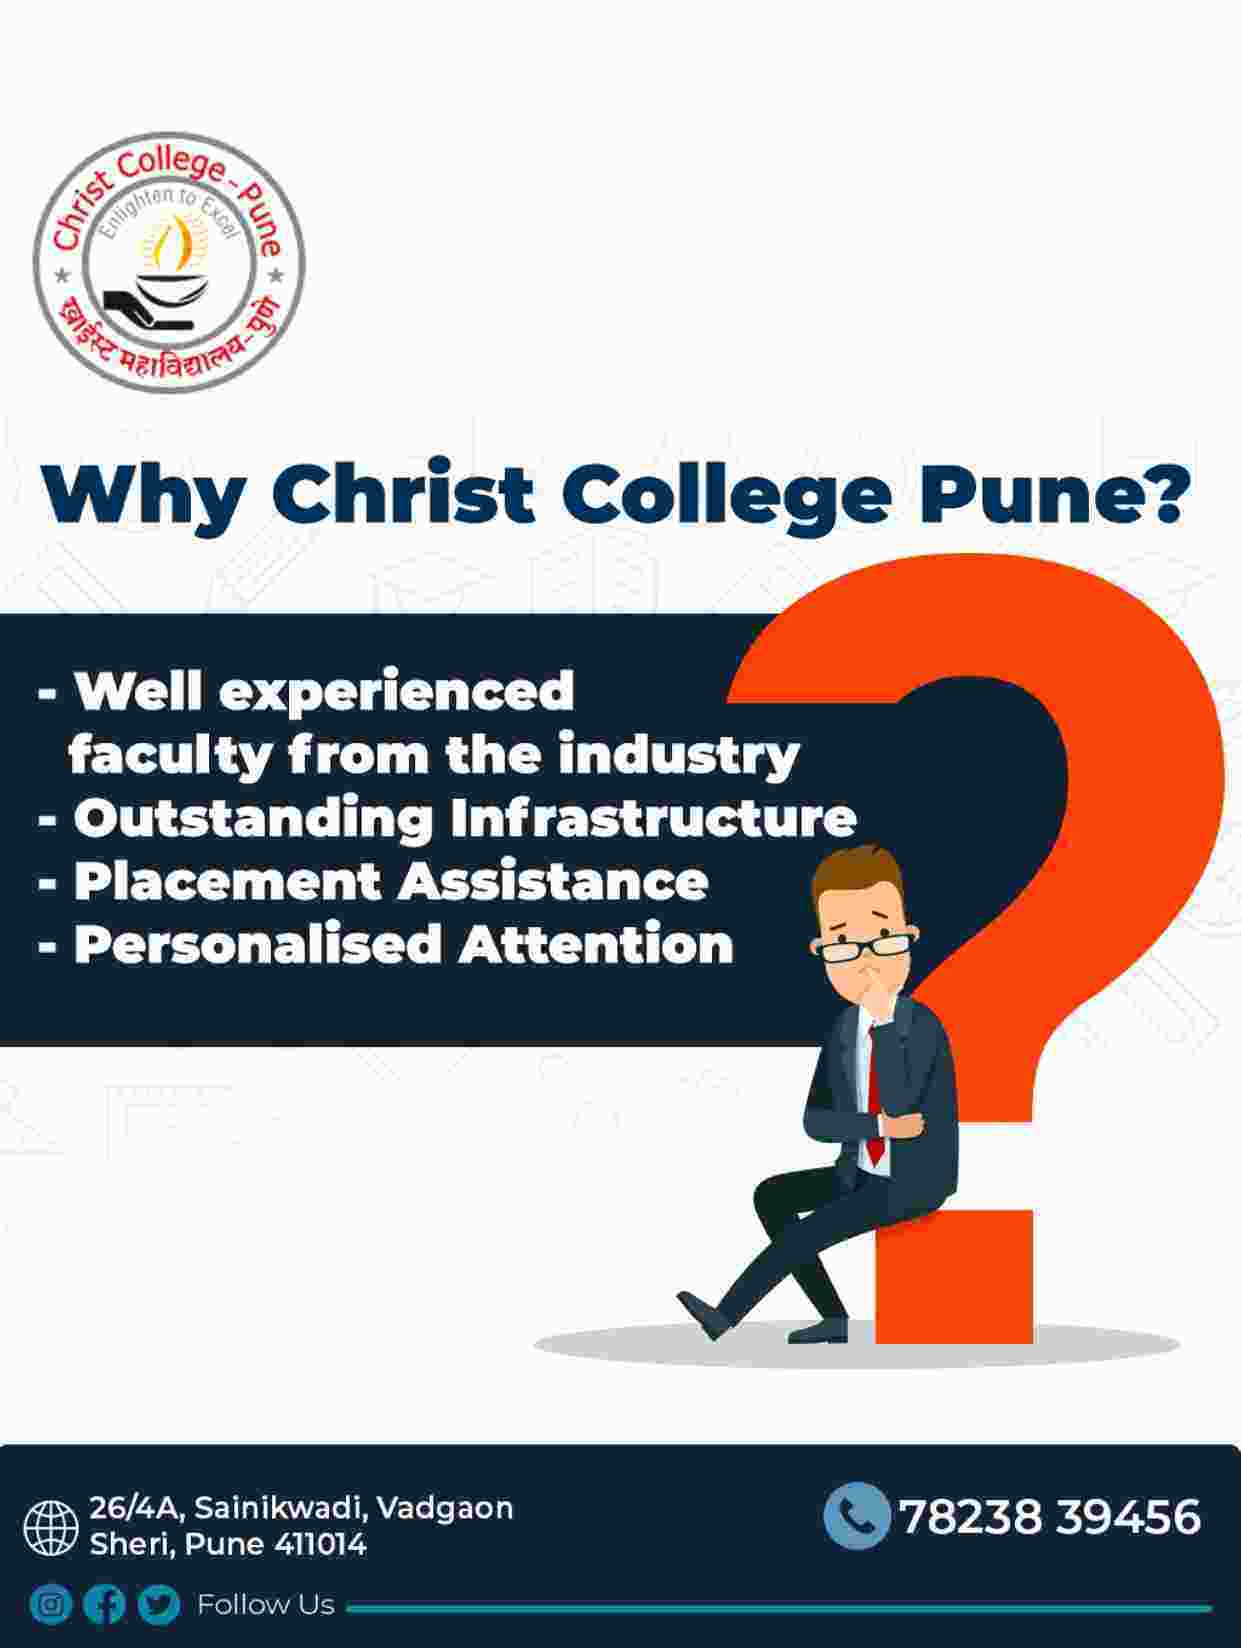 Christ College - Pune
Enlighten to Excel
ख्राईस्ट महाविद्यालय-पुणे
Why Christ College Pune?
- Well experienced
faculty from the industry
- Outstanding Infrastructure
- Placement Assistance
- Personalised Attention
26/4A, Sainikwadi, Vadgaon
Sheri, Pune 411014
78238 39456
Follow Us